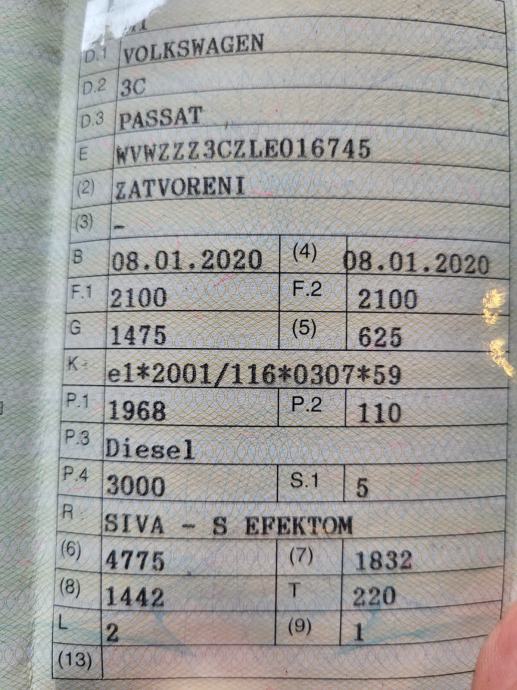 D.1 VOLKSWAGEN
D.2 3C
D.3 PASSAT
E WVWZZZ3CZLE016745
(2) ZATVORENI
(3) –
B 08.01.2020 (4) 08.01.2020
F.1 2100 F.2 2100
G 1475 (5) 625
K e1*2001/116*0307*59
P.1 1968 P.2 110
P.3 Diesel
P.4 3000 S.1 5
R SIVA – S EFEKTOM
(6) 4775 (7) 1832
(8) 1442 T 220
L 2 (9) 1
(13)